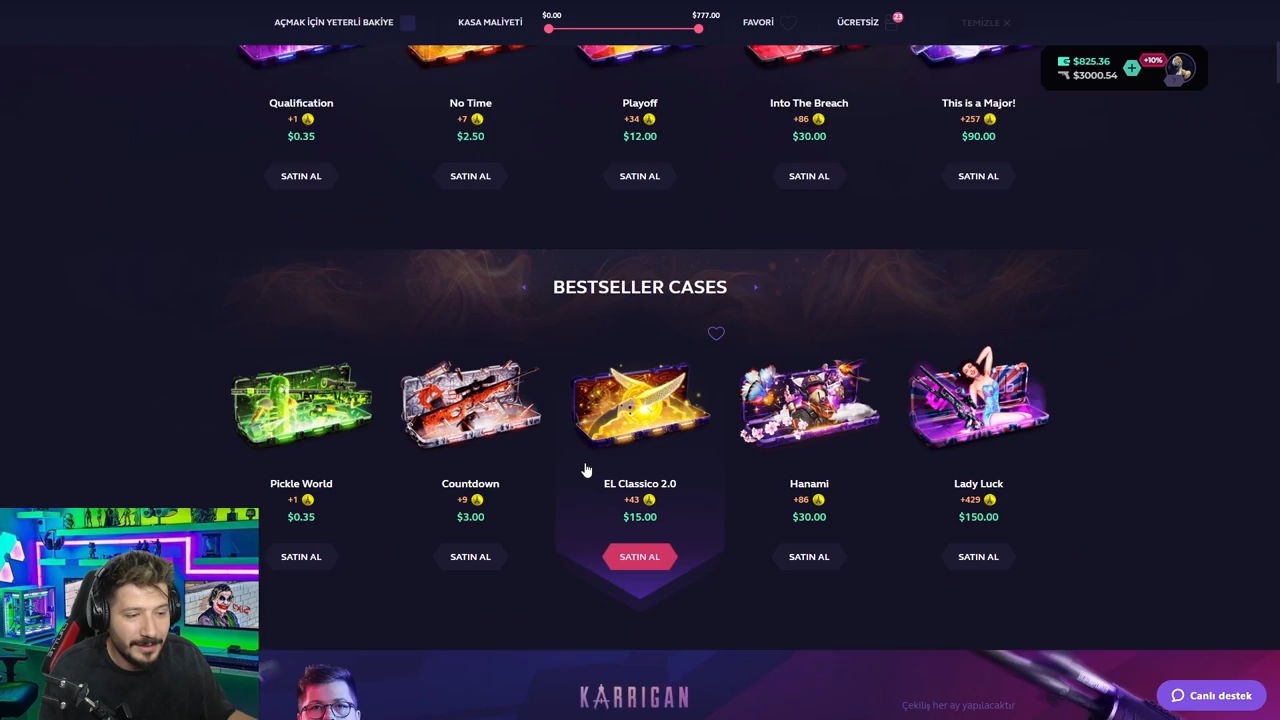 AÇMAK İÇİN YETERLİ BAKİYE
KASA MALİYETİ
$0.00
$777.00
FAVORİ
ÜCRETSİZ
23
TEMİZLE ×
$825.36
$3000.54
+
+10%
Qualification
+1
$0.35
SATIN AL
No Time
+7
$2.50
SATIN AL
Playoff
+34
$12.00
SATIN AL
Into The Breach
+86
$30.00
SATIN AL
This is a Major!
+257
$90.00
SATIN AL
BESTSELLER CASES
Pickle World
+1
$0.35
SATIN AL
Countdown
+9
$3.00
SATIN AL
EL Classico 2.0
+43
$15.00
SATIN AL
Hanami
+86
$30.00
SATIN AL
Lady Luck
+429
$150.00
SATIN AL
KARRIGAN
Çekiliş her ay yapılacaktır
Canlı destek